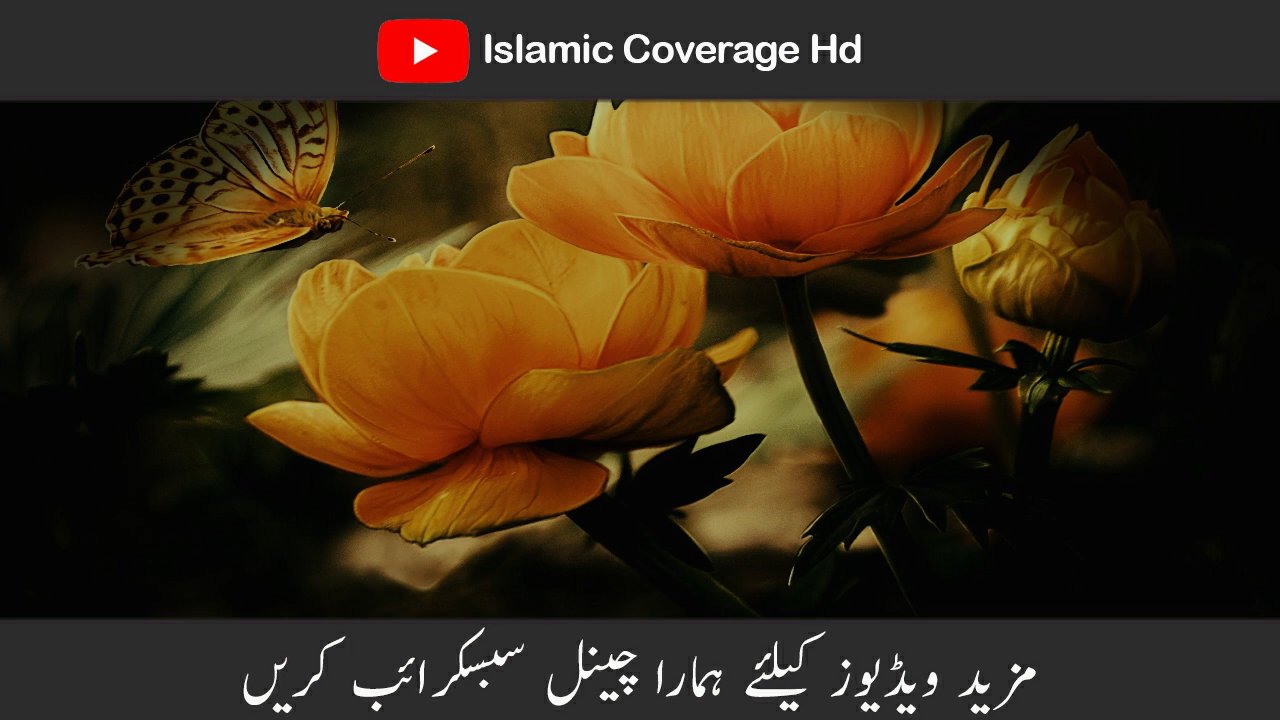 Islamic Coverage Hd
مزید ویڈیوز کیلئے ہمارا چینل سبسکرائب کریں